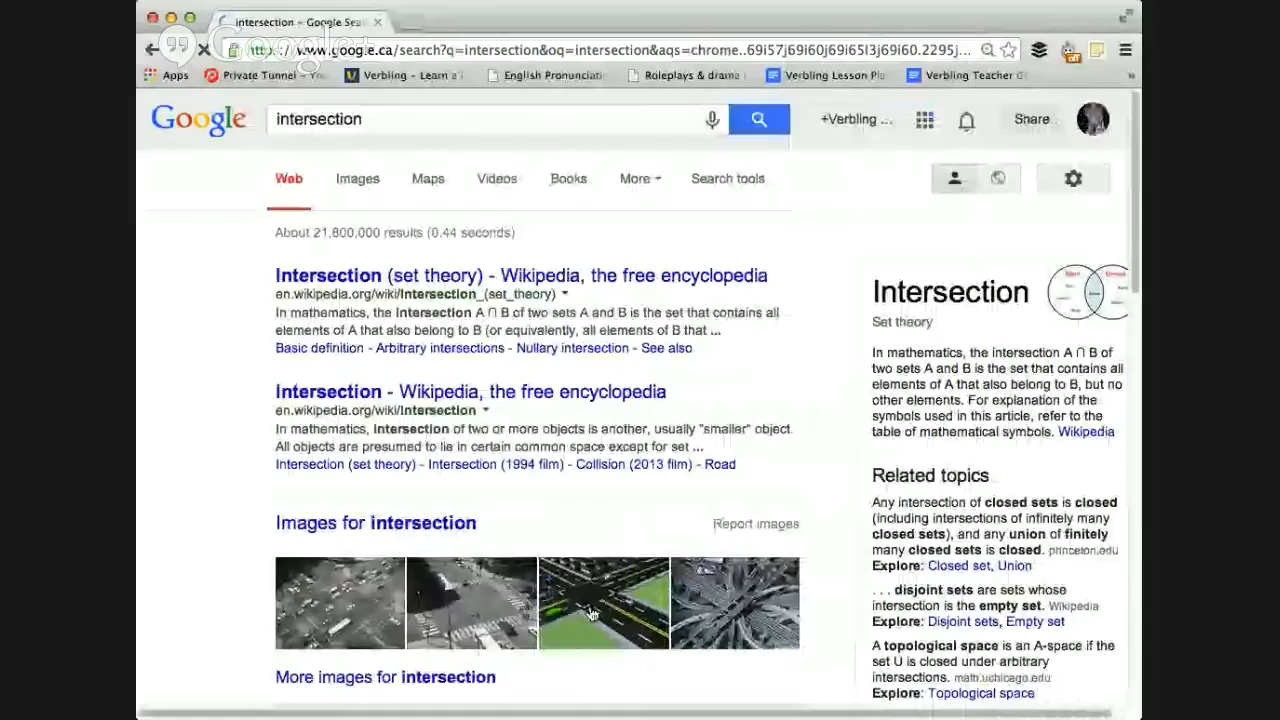 intersection – Google Sea
Google+
https://www.google.ca/search?q=intersection&oq=intersection&aqs=chrome..69i57j69i60j69i65l3j69i60.2295j...
Apps
Private Tunnel - Yo
Verbling - Learn a
English Pronunciati
Roleplays & drama
Verbling Lesson Pla
Verbling Teacher G
»
Google
intersection
+Verbling ...
Share
Web
Images
Maps
Videos
Books
More
Search tools
About 21,800,000 results (0.44 seconds)
Intersection (set theory) - Wikipedia, the free encyclopedia
en.wikipedia.org/wiki/Intersection_(set_theory)
In mathematics, the Intersection A ∩ B of two sets A and B is the set that contains all
elements of A that also belong to B (or equivalently, all elements of B that ...
Basic definition - Arbitrary intersections - Nullary intersection - See also
Intersection - Wikipedia, the free encyclopedia
en.wikipedia.org/wiki/Intersection
In mathematics, Intersection of two or more objects is another, usually "smaller" object.
All objects are presumed to lie in certain common space except for set ...
Intersection (set theory) - Intersection (1994 film) - Collision (2013 film) - Road
Images for intersection
Report images
More images for intersection
Intersection
Set theory
In mathematics, the intersection A ∩ B of
two sets A and B is the set that contains all
elements of A that also belong to B, but no
other elements. For explanation of the
symbols used in this article, refer to the
table of mathematical symbols. Wikipedia
Related topics
Any intersection of closed sets is closed
(including intersections of infinitely many
closed sets), and any union of finitely
many closed sets is closed. princeton.edu
Explore: Closed set, Union
. . . disjoint sets are sets whose
intersection is the empty set. Wikipedia
Explore: Disjoint sets, Empty set
A topological space is an A-space if the
set U is closed under arbitrary
intersections. math.uchicago.edu
Explore: Topological space